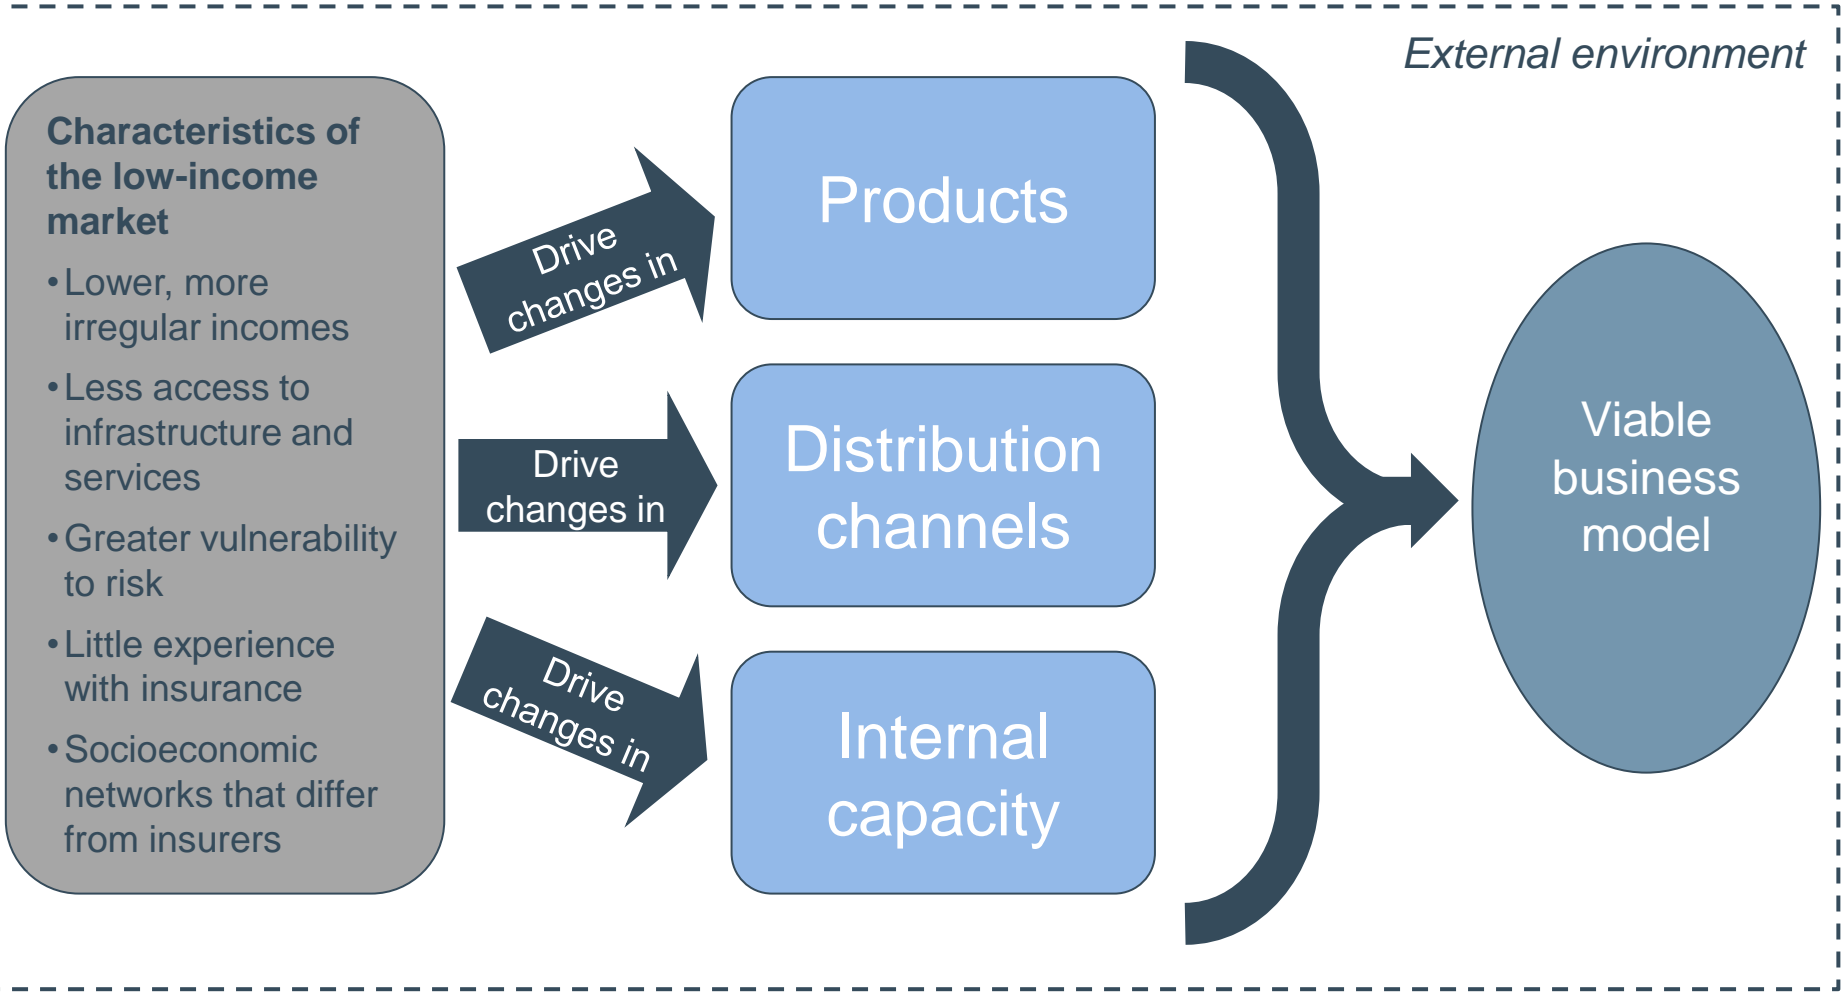 External environment
Characteristics of
the low-income
market
•Lower, more
irregular incomes
•Less access to
infrastructure and
services
•Greater vulnerability
to risk
•Little experience
with insurance
•Socioeconomic
networks that differ
from insurers
Drive
changes in
Drive
changes in
Drive
changes in
Products
Distribution
channels
Internal
capacity
Viable
business
model